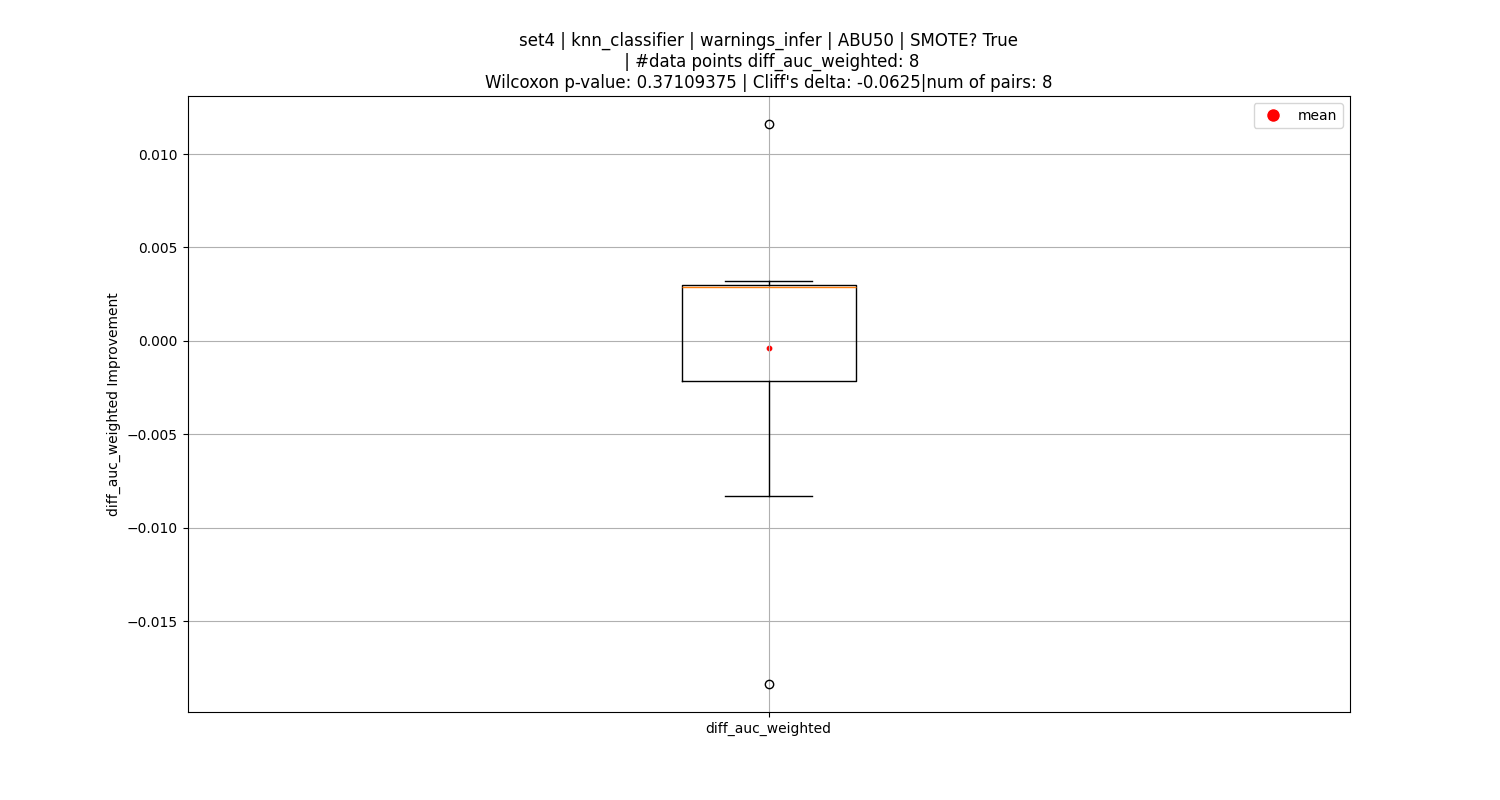 set4 | knn_classifier | warnings_infer | ABU50 | SMOTE? True
| #data points diff_auc_weighted: 8
Wilcoxon p-value: 0.37109375 | Cliff's delta: -0.0625|num of pairs: 8
mean
0.010
0.005
0.000
−0.005
−0.010
−0.015
diff_auc_weighted Improvement
diff_auc_weighted